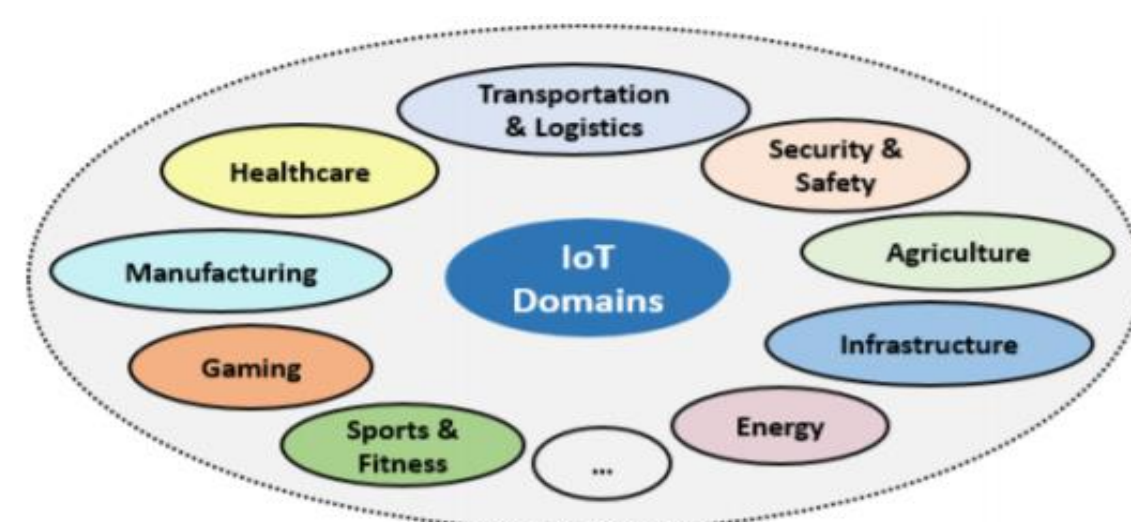 Transportation
& Logistics
Healthcare
Security &
Safety
IoT
Domains
Agriculture
Manufacturing
Infrastructure
Gaming
Sports &
Fitness
...
Energy